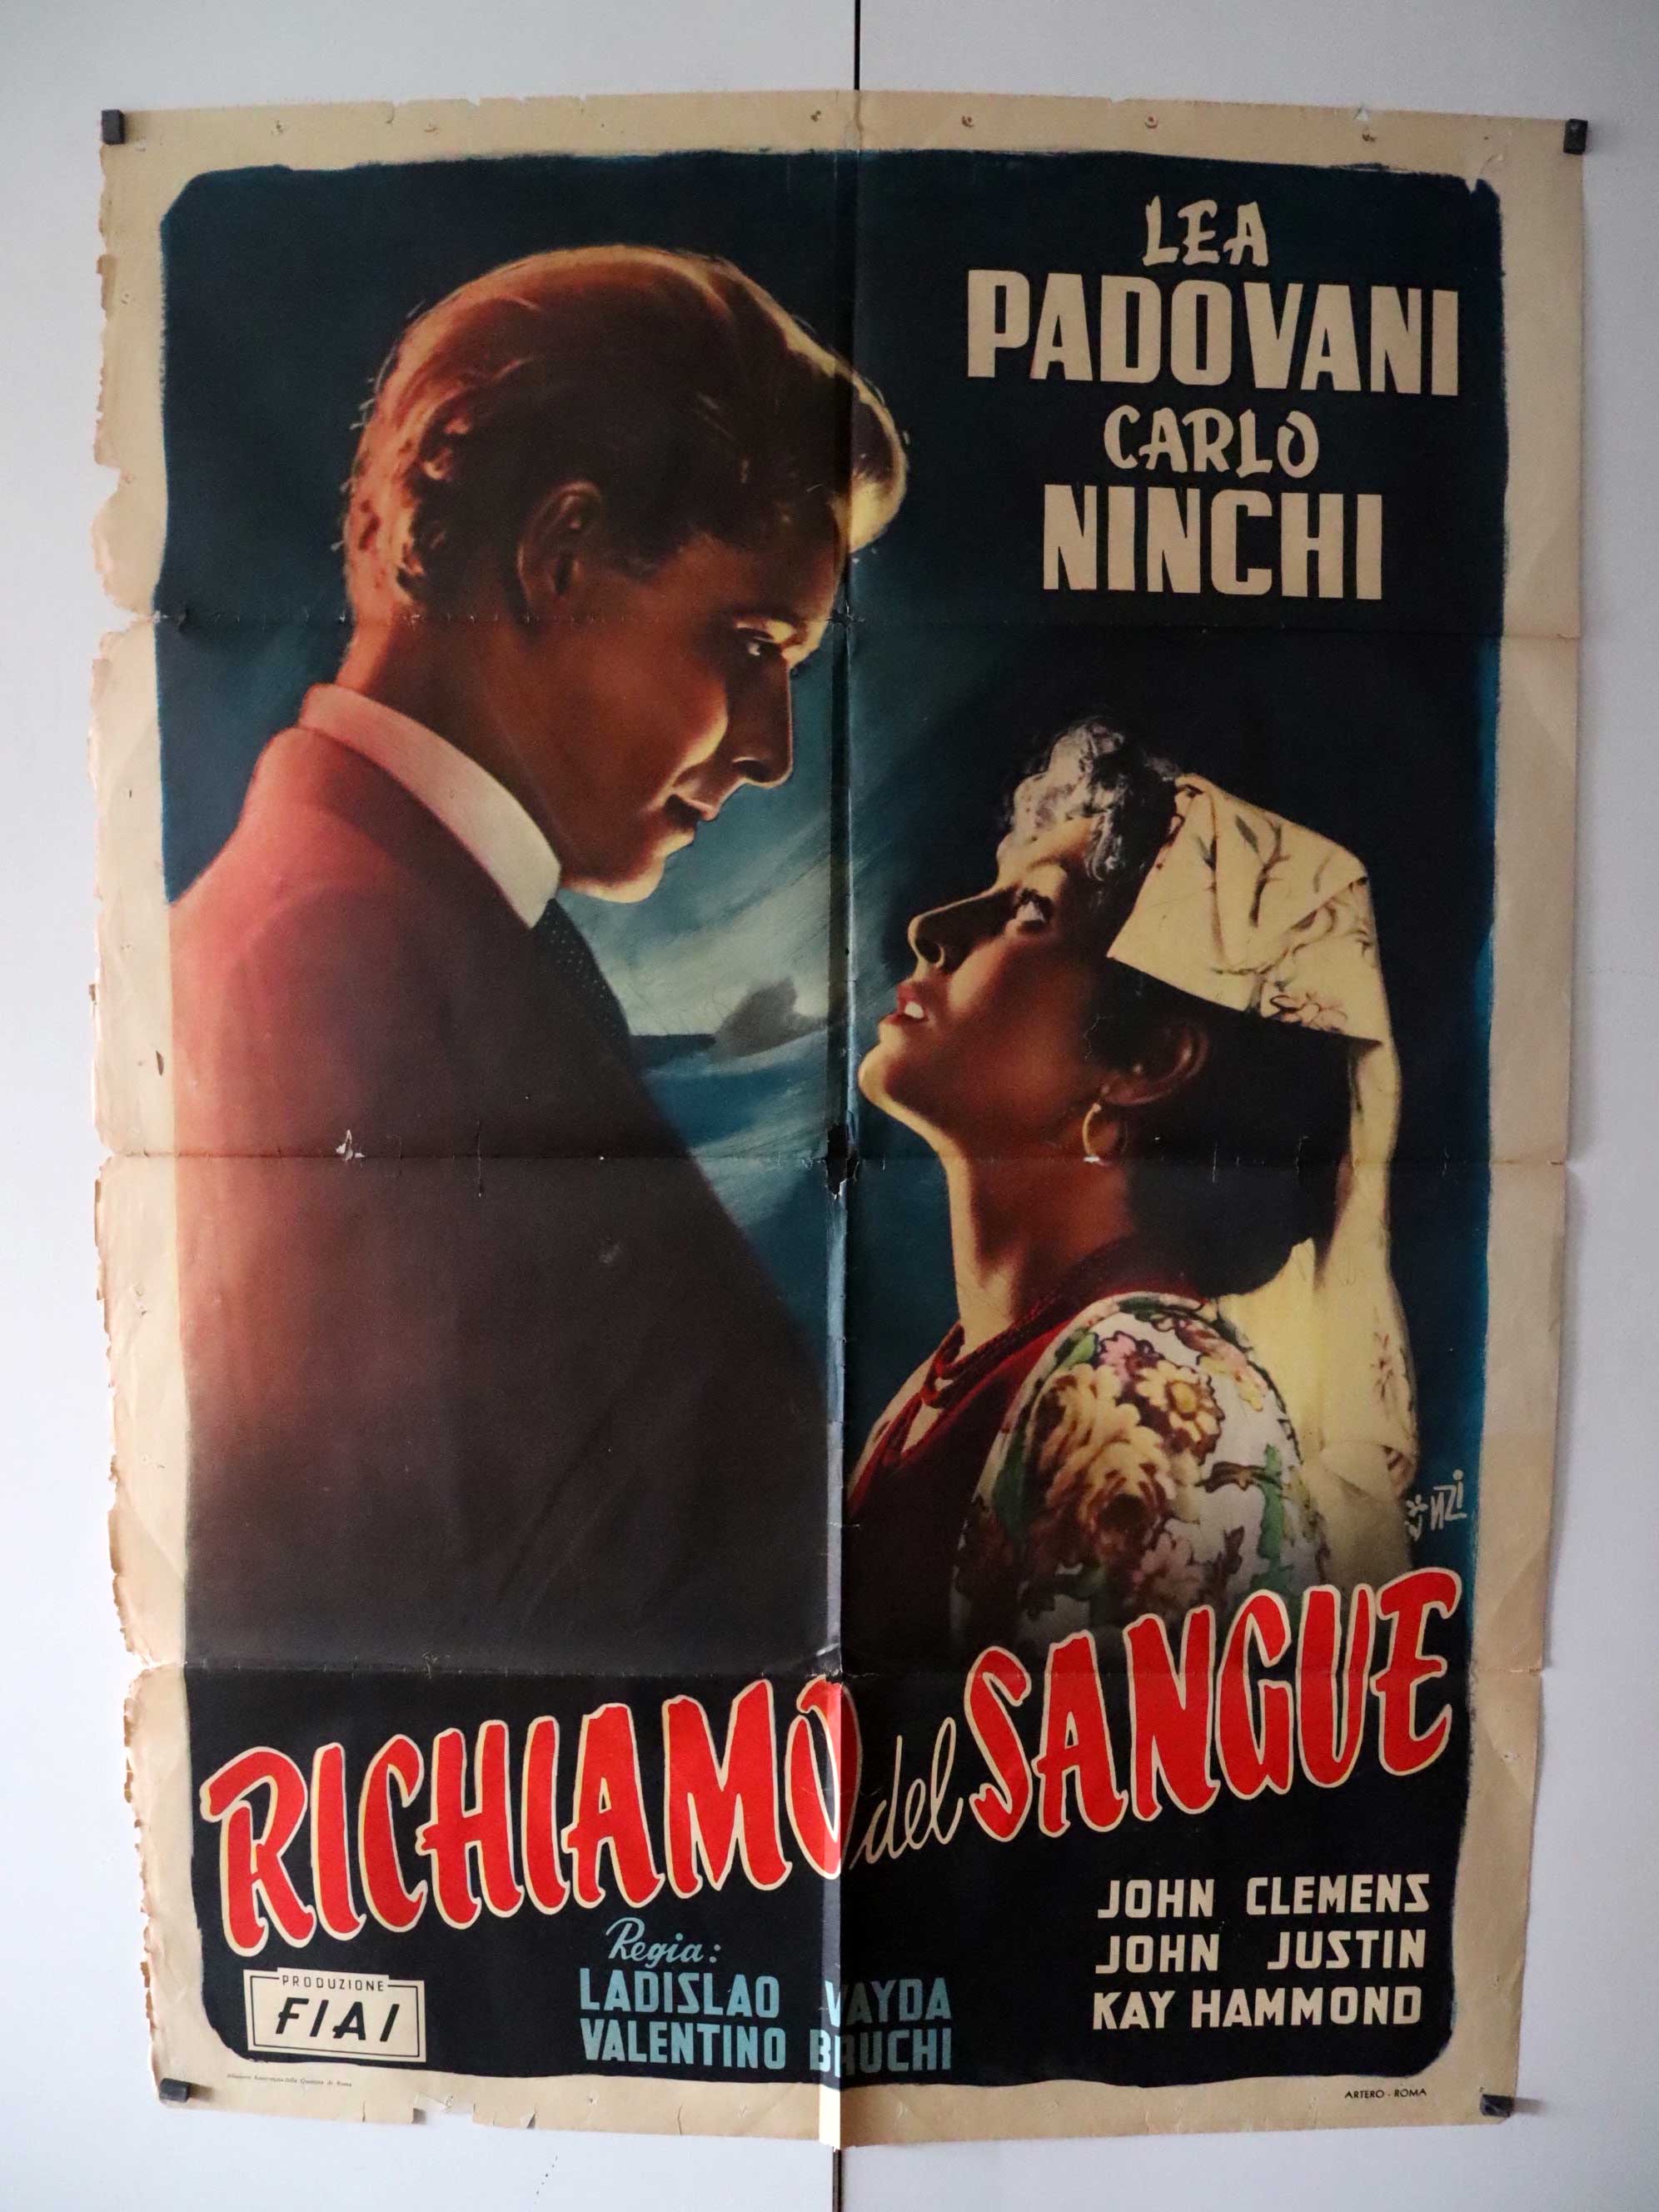 LEA
PADOVANI
CARLO
NINCHI
RICHIAMO del SANGUE
Regia:
LADISLAO VAYDA
VALENTINO BRUCHI
JOHN CLEMENS
JOHN JUSTIN
KAY HAMMOND
PRODUZIONE
FIAI
ARTERO - ROMA